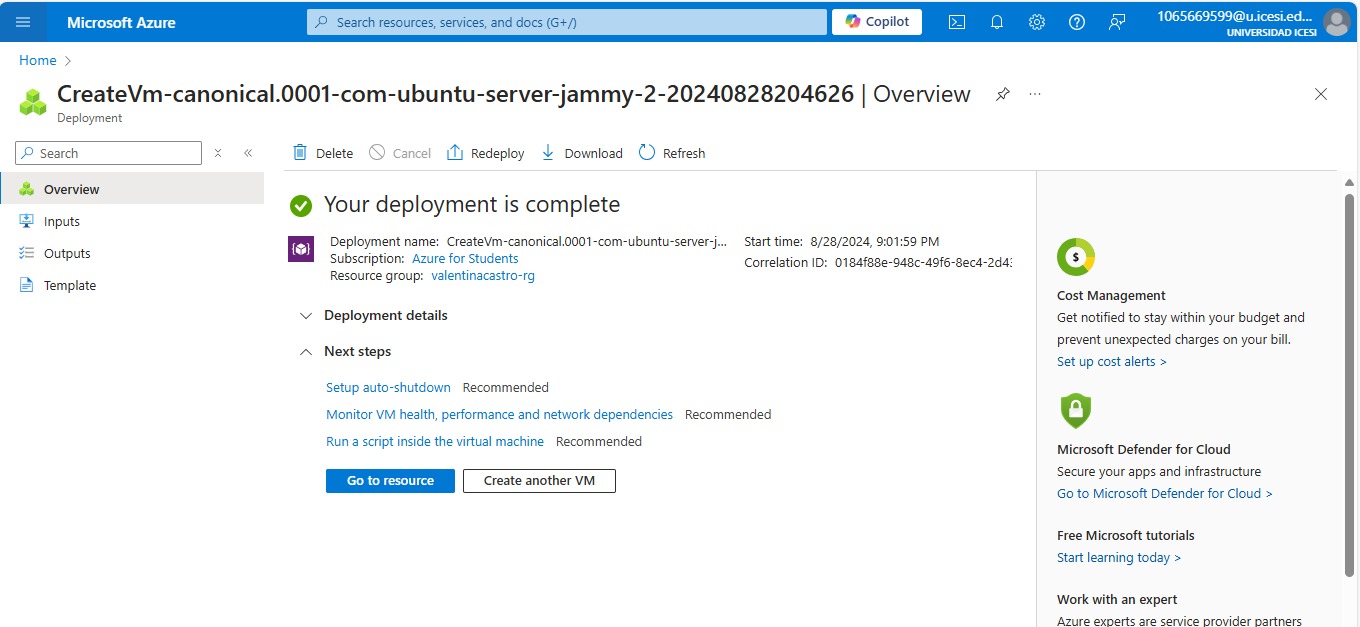 Microsoft Azure
Search resources, services, and docs (G+/)
Copilot
1065669599@u.icesi.ed...
UNIVERSIDAD ICESI
Home >
CreateVm-canonical.0001-com-ubuntu-server-jammy-2-20240828204626 | Overview
Deployment
Search
Delete Cancel Redeploy Download Refresh
Overview
Inputs
Outputs
Template
Your deployment is complete
Deployment name: CreateVm-canonical.0001-com-ubuntu-server-j...
Subscription: Azure for Students
Resource group: valentinacastro-rg
Start time: 8/28/2024, 9:01:59 PM
Correlation ID: 0184f88e-948c-49f6-8ec4-2d43
Deployment details
Next steps
Setup auto-shutdown Recommended
Monitor VM health, performance and network dependencies Recommended
Run a script inside the virtual machine Recommended
Go to resource
Create another VM
Cost Management
Get notified to stay within your budget and
prevent unexpected charges on your bill.
Set up cost alerts >
Microsoft Defender for Cloud
Secure your apps and infrastructure
Go to Microsoft Defender for Cloud >
Free Microsoft tutorials
Start learning today >
Work with an expert
Azure experts are service provider partners